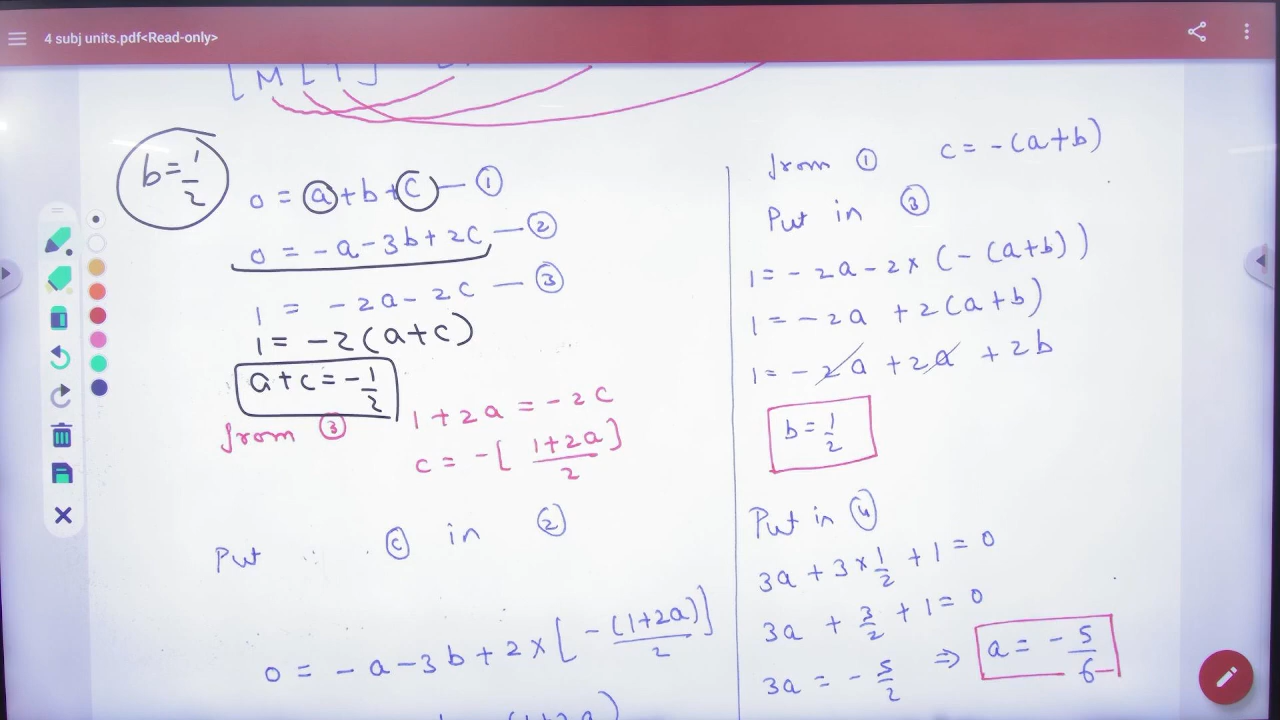 4 subj units.pdf<Read-only>
[M L T]
b = 1/2
0 = a + b + c — ①
0 = -a - 3b + 2c — ②
1 = -2a - 2c — ③
1 = -2(a+c)
a + c = -1/2
from ③
1 + 2a = -2c
c = -[(1+2a)/2]
Put © in ②
0 = -a - 3b + 2 × [-(1+2a)/2]
(1+2a)
from ① c = -(a+b)
Put in ③
1 = -2a - 2 × (-(a+b))
1 = -2a + 2(a+b)
1 = -2a + 2a + 2b
b = 1/2
Put in ④
3a + 3 × 1/2 + 1 = 0
3a + 3/2 + 1 = 0
3a = -5/2 ⇒ a = -5/6